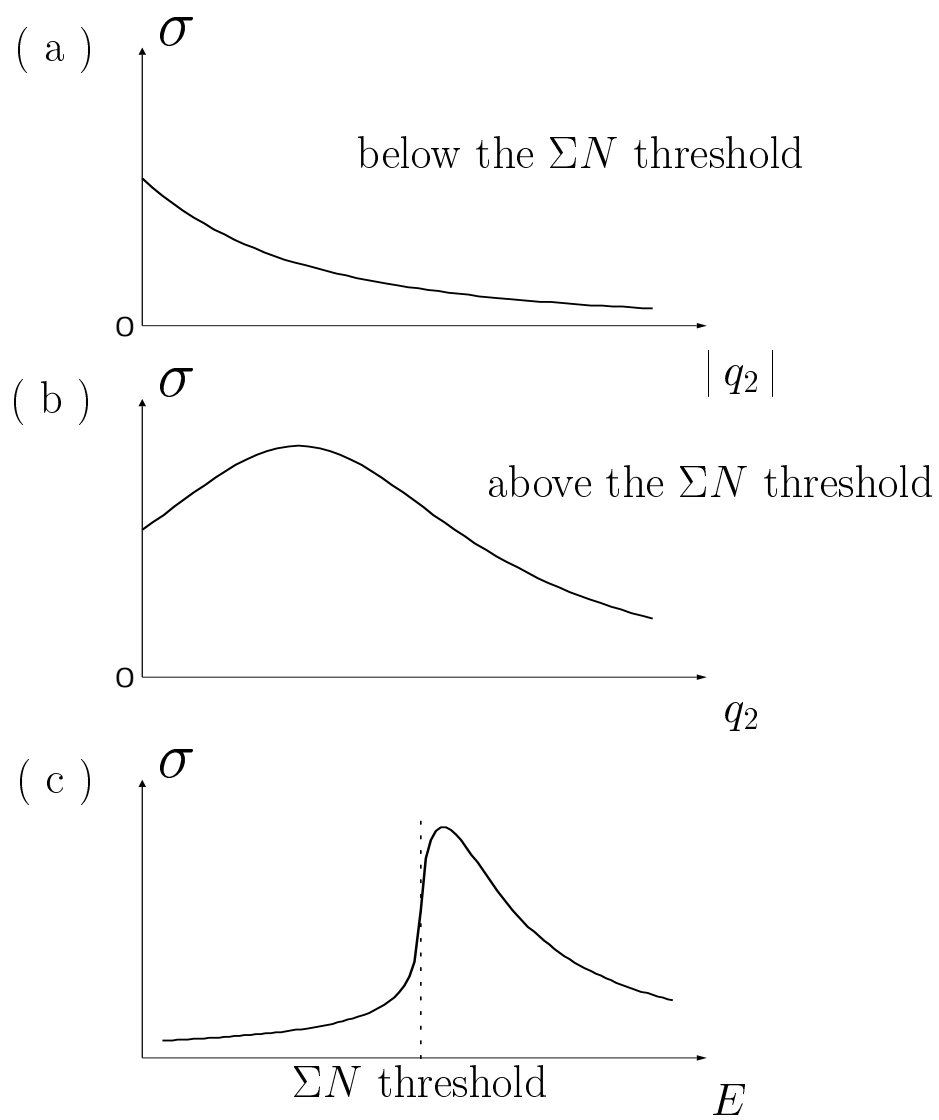 ( a )
σ
below the ΣN threshold
0
| q₂ |
( b )
σ
above the ΣN threshold
0
q₂
( c )
σ
ΣN threshold
E